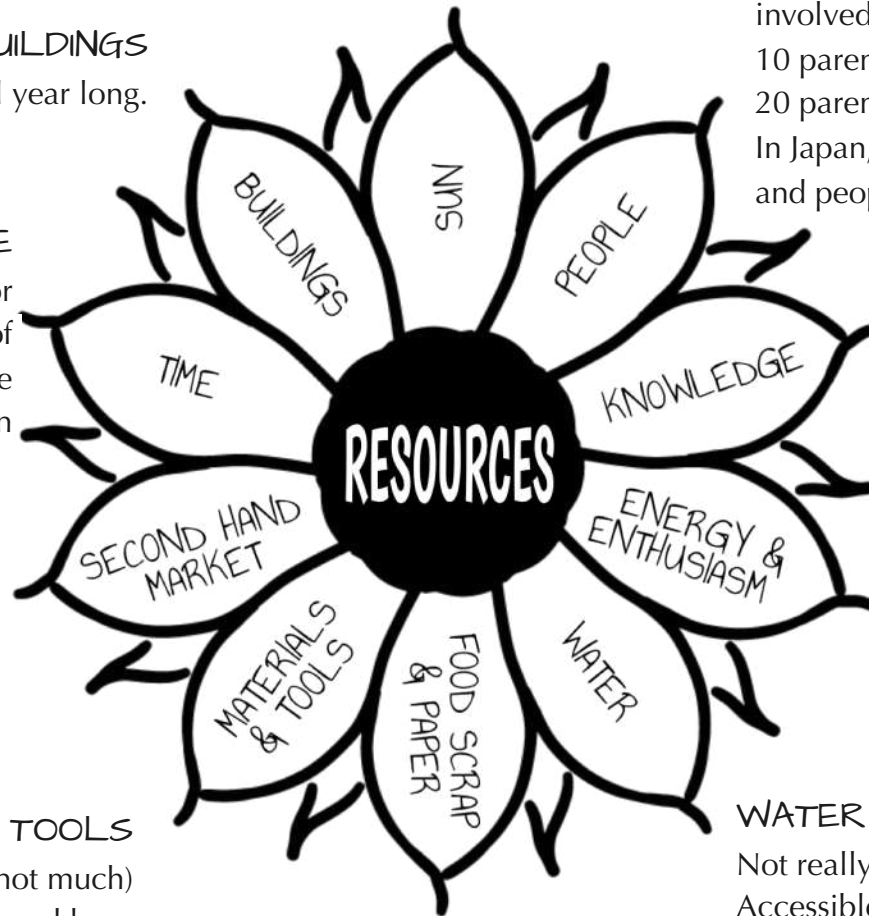 UILDINGS
year long.
E
or
of
e
n
TOOLS
not much)
involved
10 paren
20 paren
In Japan,
and peop
SUN
PEOPLE
KNOWLEDGE
ENERGY &
ENTHUSIASM
WATER
FOOD SCRAP
& PAPER
MATERIALS
& TOOLS
SECOND HAND
MARKET
TIME
BUILDINGS
RESOURCES
WATER
Not really
Accessible